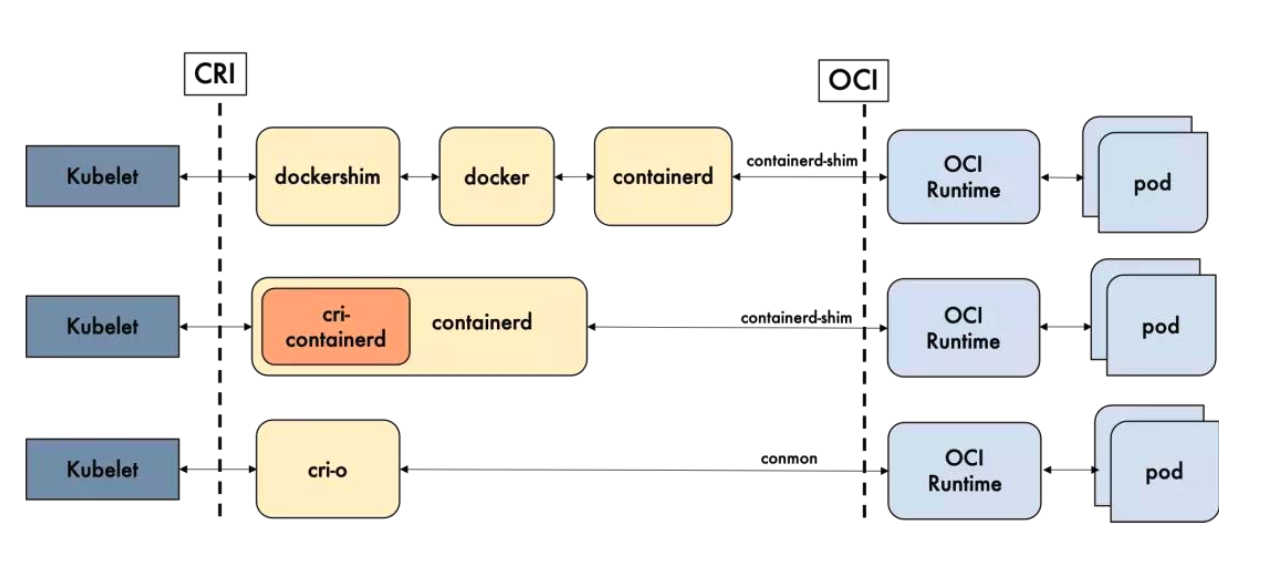 CRI
OCI
Kubelet
dockershim
docker
containerd
containerd-shim
OCI
Runtime
pod
Kubelet
cri-
containerd
containerd
containerd-shim
OCI
Runtime
pod
Kubelet
cri-o
conmon
OCI
Runtime
pod